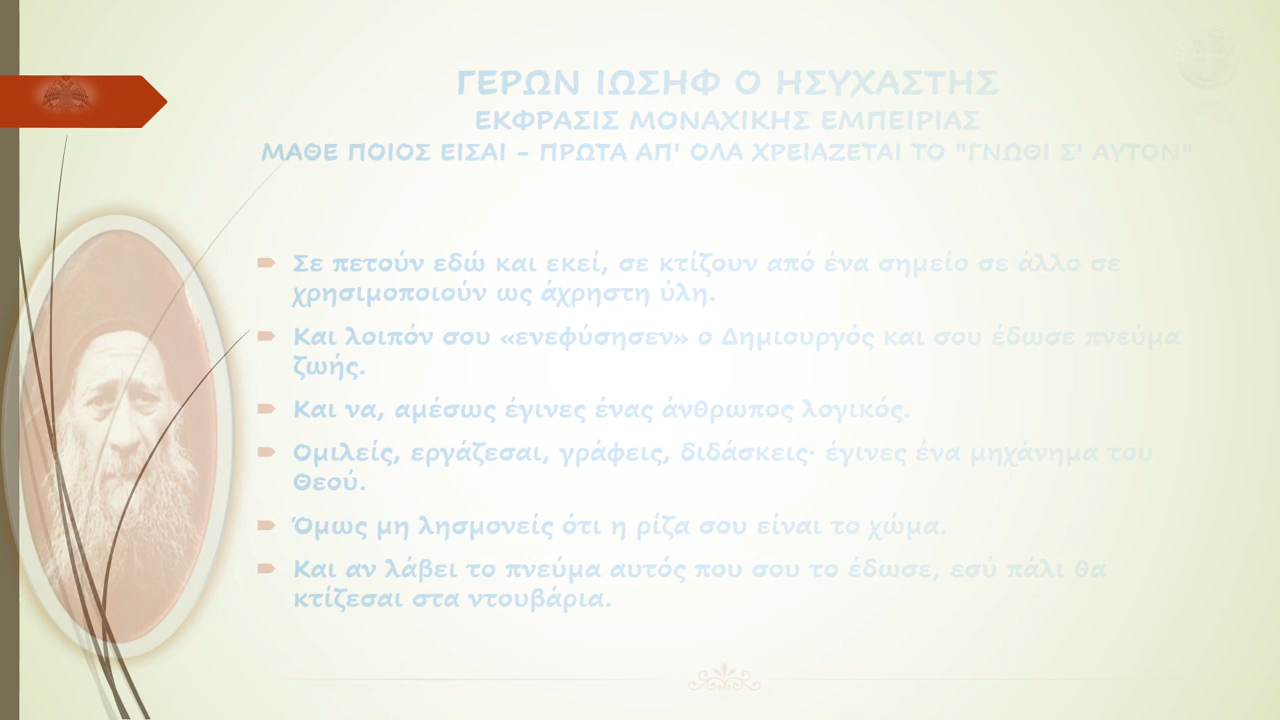 ΓΕΡΩΝ ΙΩΣΗΦ Ο ΗΣΥΧΑΣΤΗΣ
ΕΚΦΡΑΣΙΣ ΜΟΝΑΧΙΚΗΣ ΕΜΠΕΙΡΙΑΣ
ΜΑΘΕ ΠΟΙΟΣ ΕΙΣΑΙ – ΠΡΩΤΑ ΑΠ' ΟΛΑ ΧΡΕΙΑΖΕΤΑΙ ΤΟ "ΓΝΩΘΙ Σ' ΑΥΤΟΝ"
Σε πετούν εδώ και εκεί, σε κτίζουν από ένα σημείο σε άλλο σε
χρησιμοποιούν ως άχρηστη ύλη.
Και λοιπόν σου «ενεφύσησεν» ο Δημιουργός και σου έδωσε πνεύμα
ζωής.
Και να, αμέσως έγινες ένας άνθρωπος λογικός.
Ομιλείς, εργάζεσαι, γράφεις, διδάσκεις· έγινες ένα μηχάνημα του
Θεού.
Όμως μη λησμονείς ότι η ρίζα σου είναι το χώμα.
Και αν λάβει το πνεύμα αυτός που σου το έδωσε, εσύ πάλι θα
κτίζεσαι στα ντουβάρια.